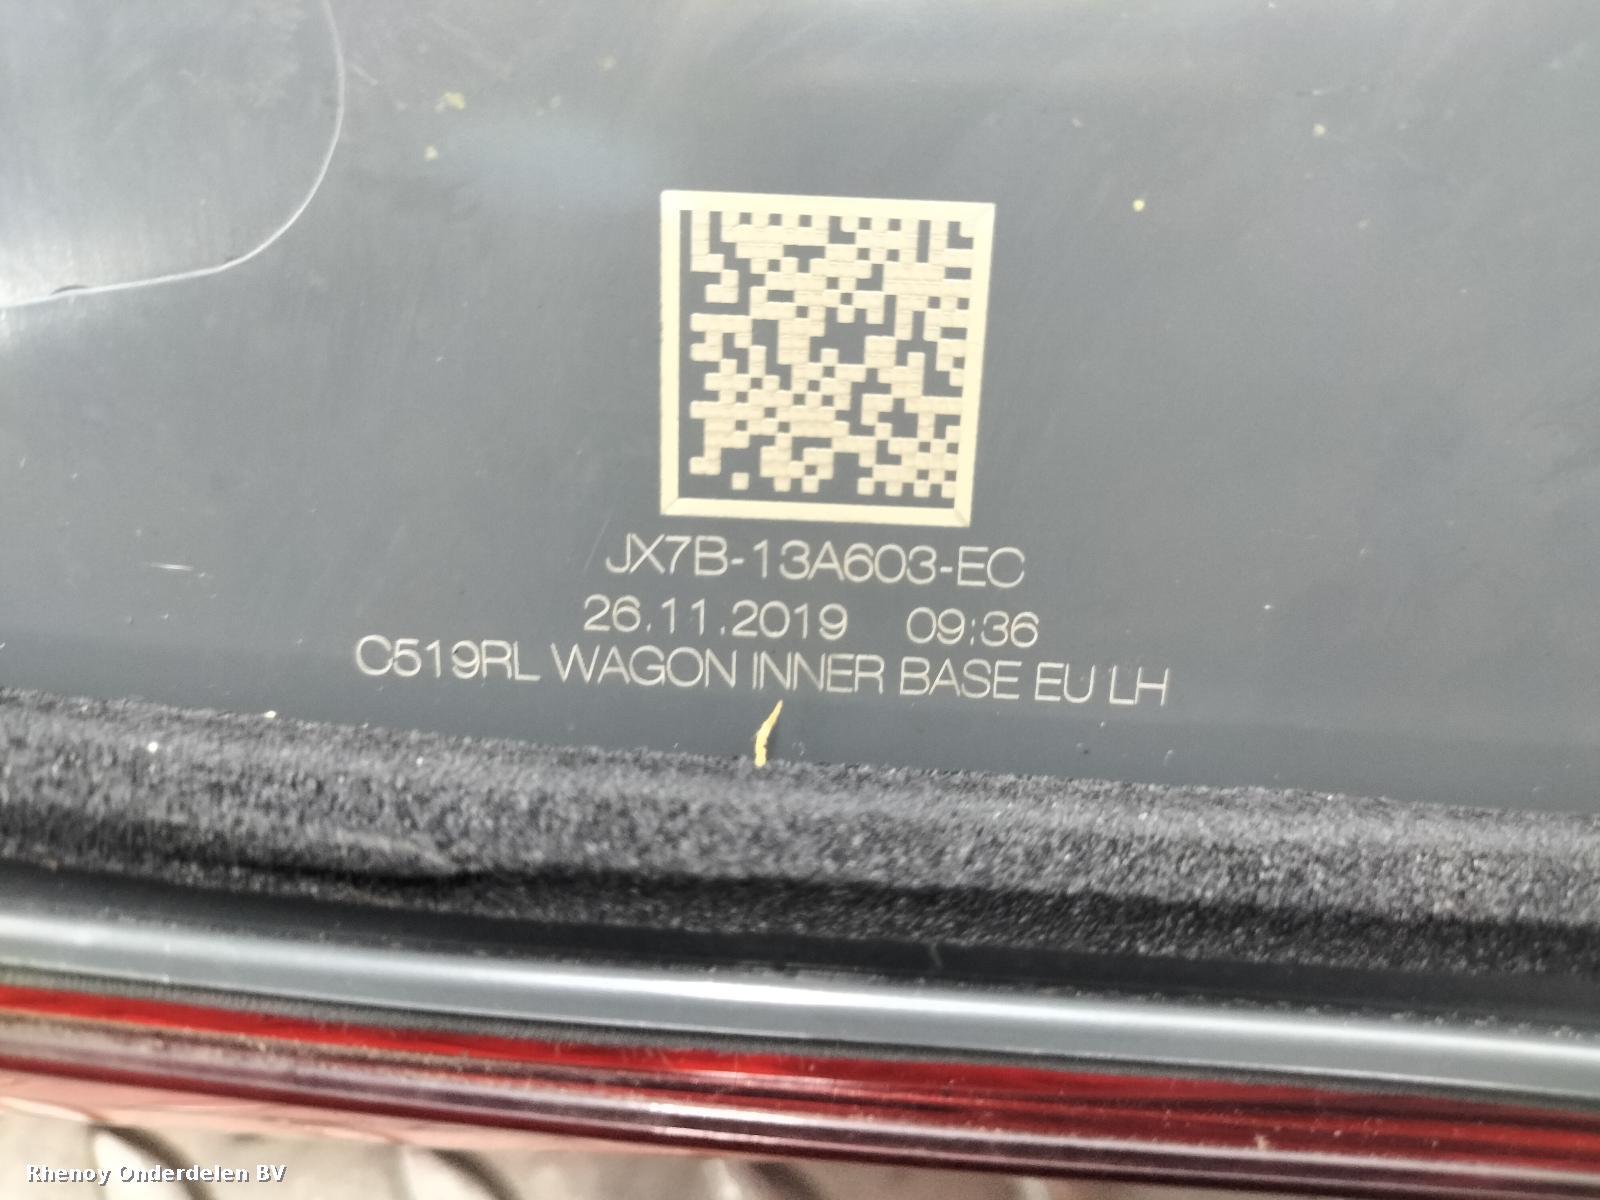 JX7B-13A603-EC
26.11.2019 09:36
C519RL WAGON INNER BASE EU LH
Rhenoy Onderdelen BV